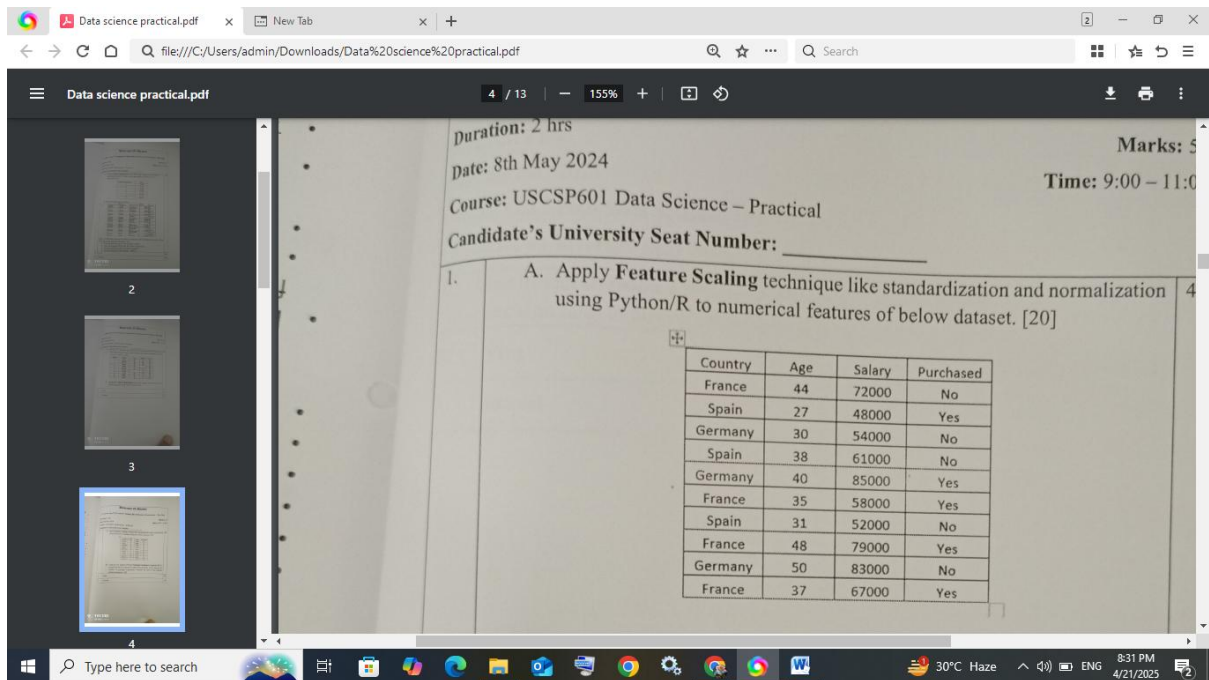 Data science practical.pdf
New Tab
2
file:///C:/Users/admin/Downloads/Data%20science%20practical.pdf
Search
Data science practical.pdf
4 / 13
155%
2
3
4
Duration: 2 hrs
Marks: 5
Date: 8th May 2024
Time: 9:00 – 11:0
Course: USCSP601 Data Science – Practical
Candidate's University Seat Number:
1. A. Apply Feature Scaling technique like standardization and normalization 4
using Python/R to numerical features of below dataset. [20]
Country Age Salary Purchased
France 44 72000 No
Spain 27 48000 Yes
Germany 30 54000 No
Spain 38 61000 No
Germany 40 85000 Yes
France 35 58000 Yes
Spain 31 52000 No
France 48 79000 Yes
Germany 50 83000 No
France 37 67000 Yes
Type here to search
30°C Haze
ENG
8:31 PM
4/21/2025
2